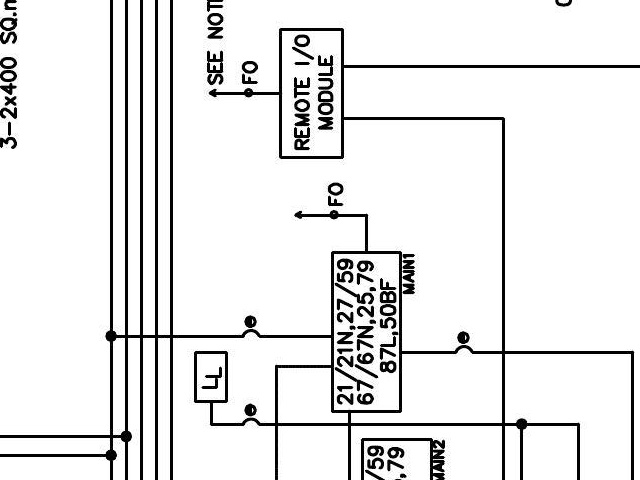 3-2x400 SQ.
SEE NOT
FO
REMOTE I/O
MODULE
FO
21/21N,27/59
67/67N,25,79
87L,50BF
MAIN1
/59
,79
MAIN2